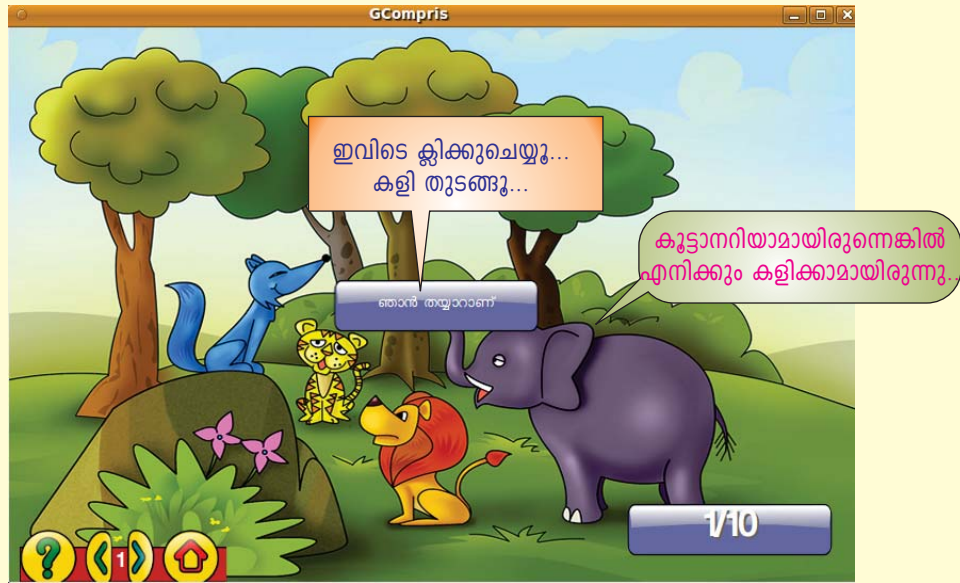 GCompris
ഇവിടെ ക്ലിക്കുചെയ്യൂ...
കളി തുടങ്ങൂ...
കൂട്ടാനറിയാമായിരുന്നെങ്കിൽ
എനിക്കും കളിക്കാമായിരുന്നു..
ഞാൻ തയ്യാറാണ്
1/10
? 1